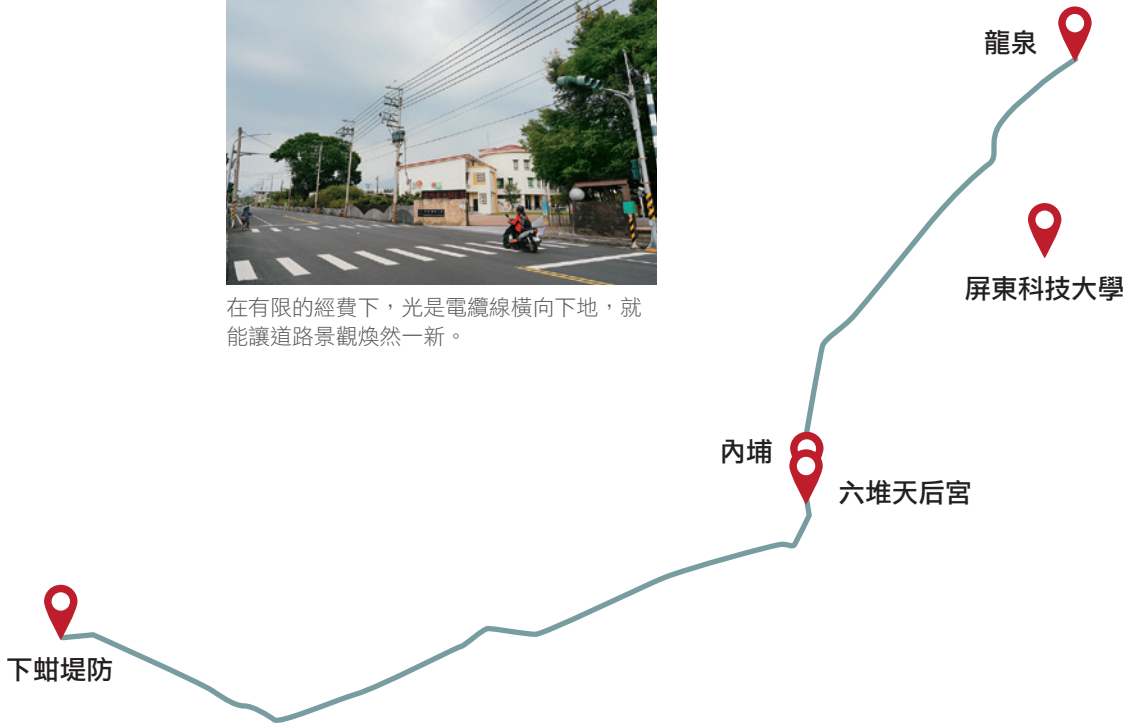 龍泉
屏東科技大學
在有限的經費下，光是電纜線橫向下地，就
能讓道路景觀煥然一新。
內埔
六堆天后宮
下蚶堤防